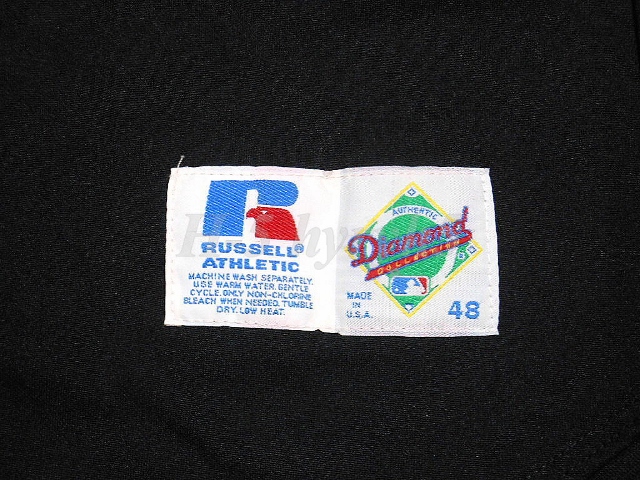 RUSSELL®
ATHLETIC
MACHINE WASH SEPARATELY.
USE WARM WATER. GENTLE
CYCLE. ONLY NON-CHLORINE
BLEACH WHEN NEEDED. TUMBLE
DRY. LOW HEAT.
AUTHENTIC
Diamond
COLLECTION
MADE
IN
U.S.A.
48